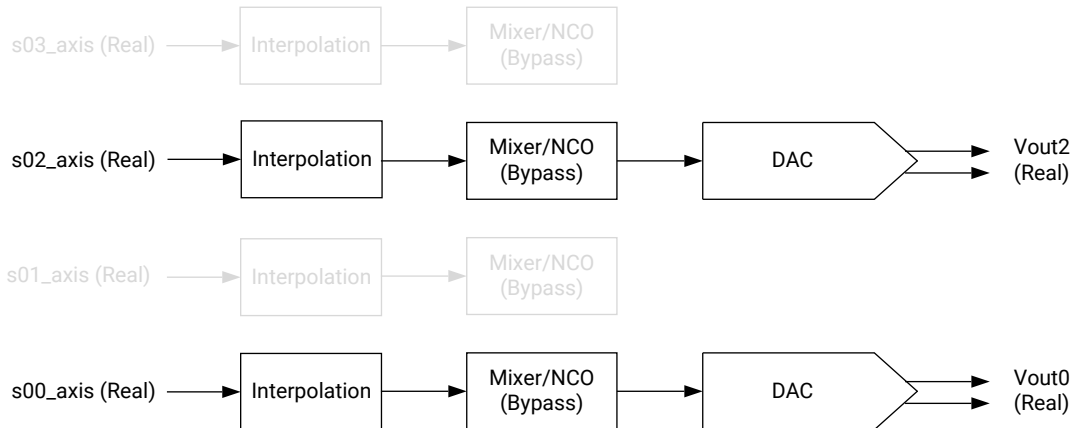 s03_axis (Real)
Interpolation
Mixer/NCO
(Bypass)
s02_axis (Real)
Interpolation
Mixer/NCO
(Bypass)
DAC
Vout2
(Real)
s01_axis (Real)
Interpolation
Mixer/NCO
(Bypass)
s00_axis (Real)
Interpolation
Mixer/NCO
(Bypass)
DAC
Vout0
(Real)